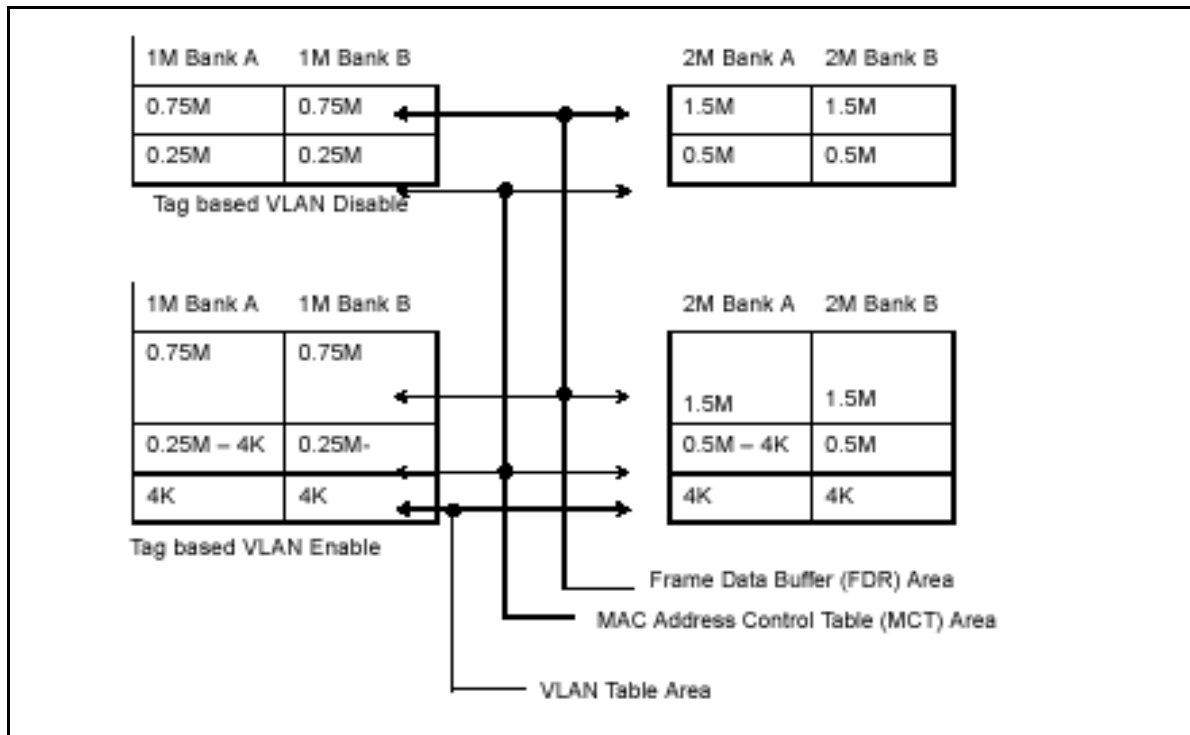 1M Bank A 1M Bank B 2M Bank A 2M Bank B
0.75M 0.75M 1.5M 1.5M
0.25M 0.25M 0.5M 0.5M
Tag based VLAN Disable
1M Bank A 1M Bank B 2M Bank A 2M Bank B
0.75M 0.75M 1.5M 1.5M
0.25M – 4K 0.25M- 0.5M – 4K 0.5M
4K 4K 4K 4K
Tag based VLAN Enable
Frame Data Buffer (FDR) Area
MAC Address Control Table (MCT) Area
VLAN Table Area